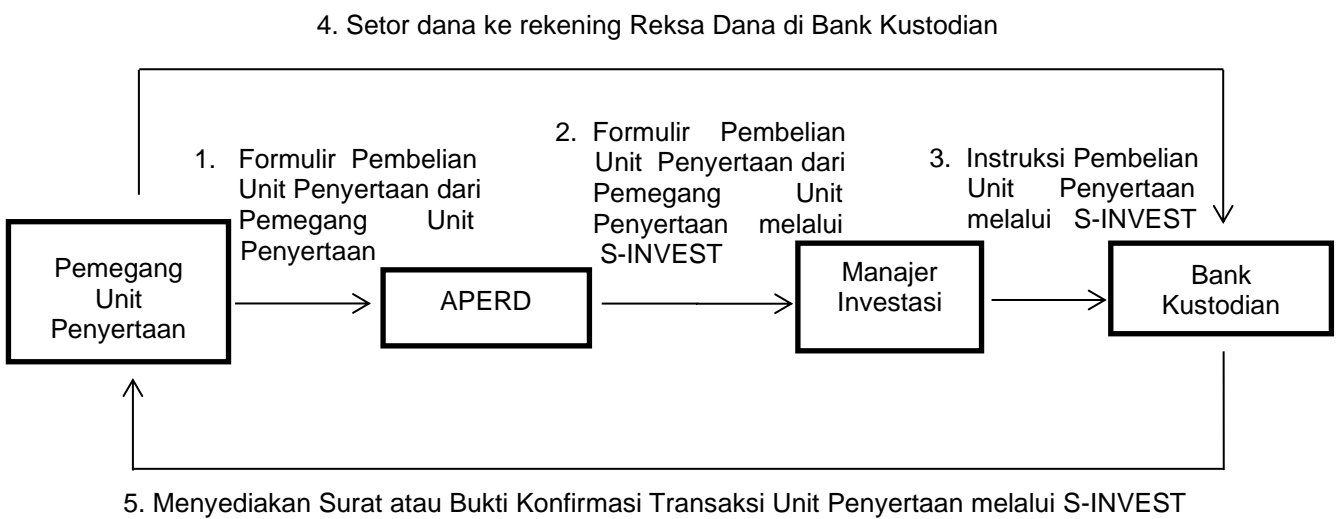 4. Setor dana ke rekening Reksa Dana di Bank Kustodian
1. Formulir Pembelian
Unit Penyertaan dari
Pemegang Unit
Penyertaan
2. Formulir Pembelian
Unit Penyertaan dari
Pemegang Unit
Penyertaan melalui
S-INVEST
3. Instruksi Pembelian
Unit Penyertaan
melalui S-INVEST
Pemegang
Unit
Penyertaan
APERD
Manajer
Investasi
Bank
Kustodian
5. Menyediakan Surat atau Bukti Konfirmasi Transaksi Unit Penyertaan melalui S-INVEST